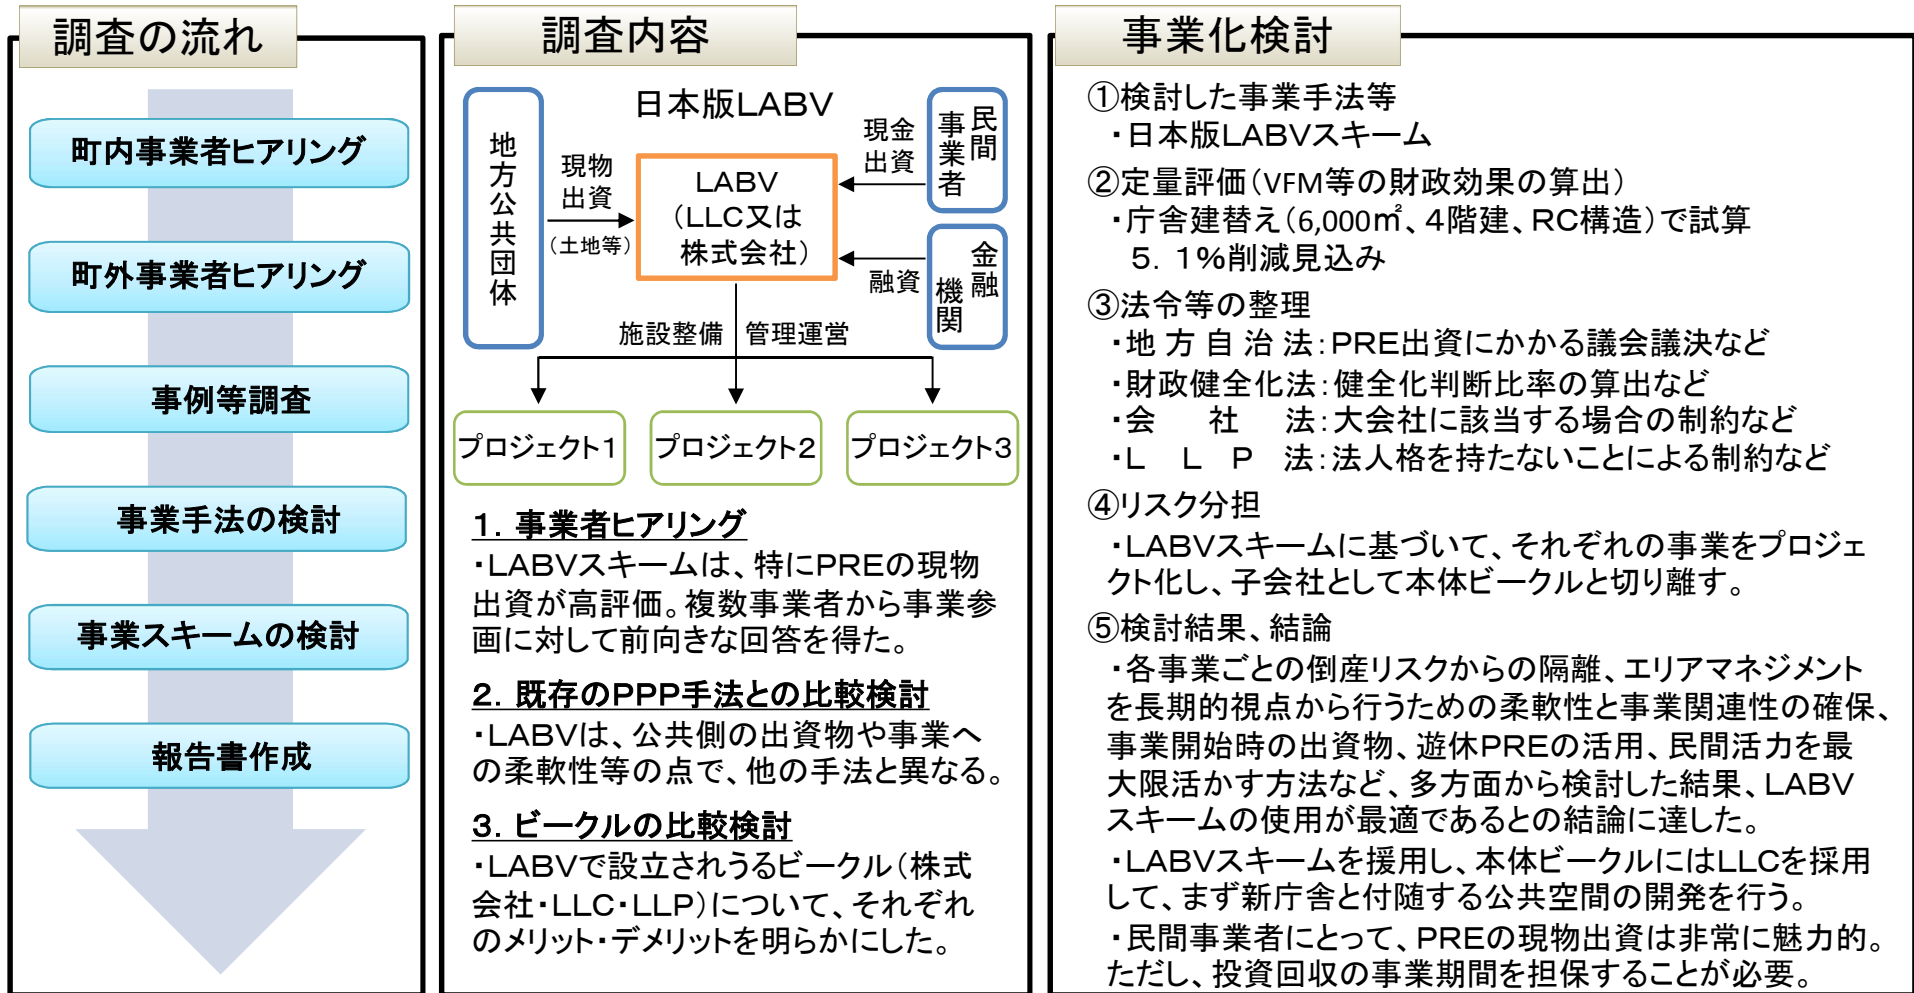 調査の流れ
町内事業者ヒアリング
町外事業者ヒアリング
事例等調査
事業手法の検討
事業スキームの検討
報告書作成
調査内容
日本版LABV
地方公共団体
現物
出資
(土地等)
LABV
(LLC又は
株式会社)
現金
出資
民間
事業者
融資
金融
機関
施設整備
管理運営
プロジェクト1
プロジェクト2
プロジェクト3
1. 事業者ヒアリング
・LABVスキームは、特にPREの現物
出資が高評価。複数事業者から事業参
画に対して前向きな回答を得た。
2. 既存のPPP手法との比較検討
・LABVは、公共側の出資物や事業へ
の柔軟性等の点で、他の手法と異なる。
3. ビークルの比較検討
・LABVで設立されうるビークル(株式
会社・LLC・LLP)について、それぞれ
のメリット・デメリットを明らかにした。
事業化検討
①検討した事業手法等
・日本版LABVスキーム
②定量評価(VFM等の財政効果の算出)
・庁舎建替え(6,000㎡、4階建、RC構造)で試算
5. 1%削減見込み
③法令等の整理
・地 方 自 治 法:PRE出資にかかる議会議決など
・財政健全化法:健全化判断比率の算出など
・会 社 法:大会社に該当する場合の制約など
・L L P 法:法人格を持たないことによる制約など
④リスク分担
・LABVスキームに基づいて、それぞれの事業をプロジェ
クト化し、子会社として本体ビークルと切り離す。
⑤検討結果、結論
・各事業ごとの倒産リスクからの隔離、エリアマネジメント
を長期的視点から行うための柔軟性と事業関連性の確保、
事業開始時の出資物、遊休PREの活用、民間活力を最
大限活かす方法など、多方面から検討した結果、LABV
スキームの使用が最適であるとの結論に達した。
・LABVスキームを援用し、本体ビークルにはLLCを採用
して、まず新庁舎と付随する公共空間の開発を行う。
・民間事業者にとって、PREの現物出資は非常に魅力的。
ただし、投資回収の事業期間を担保することが必要。